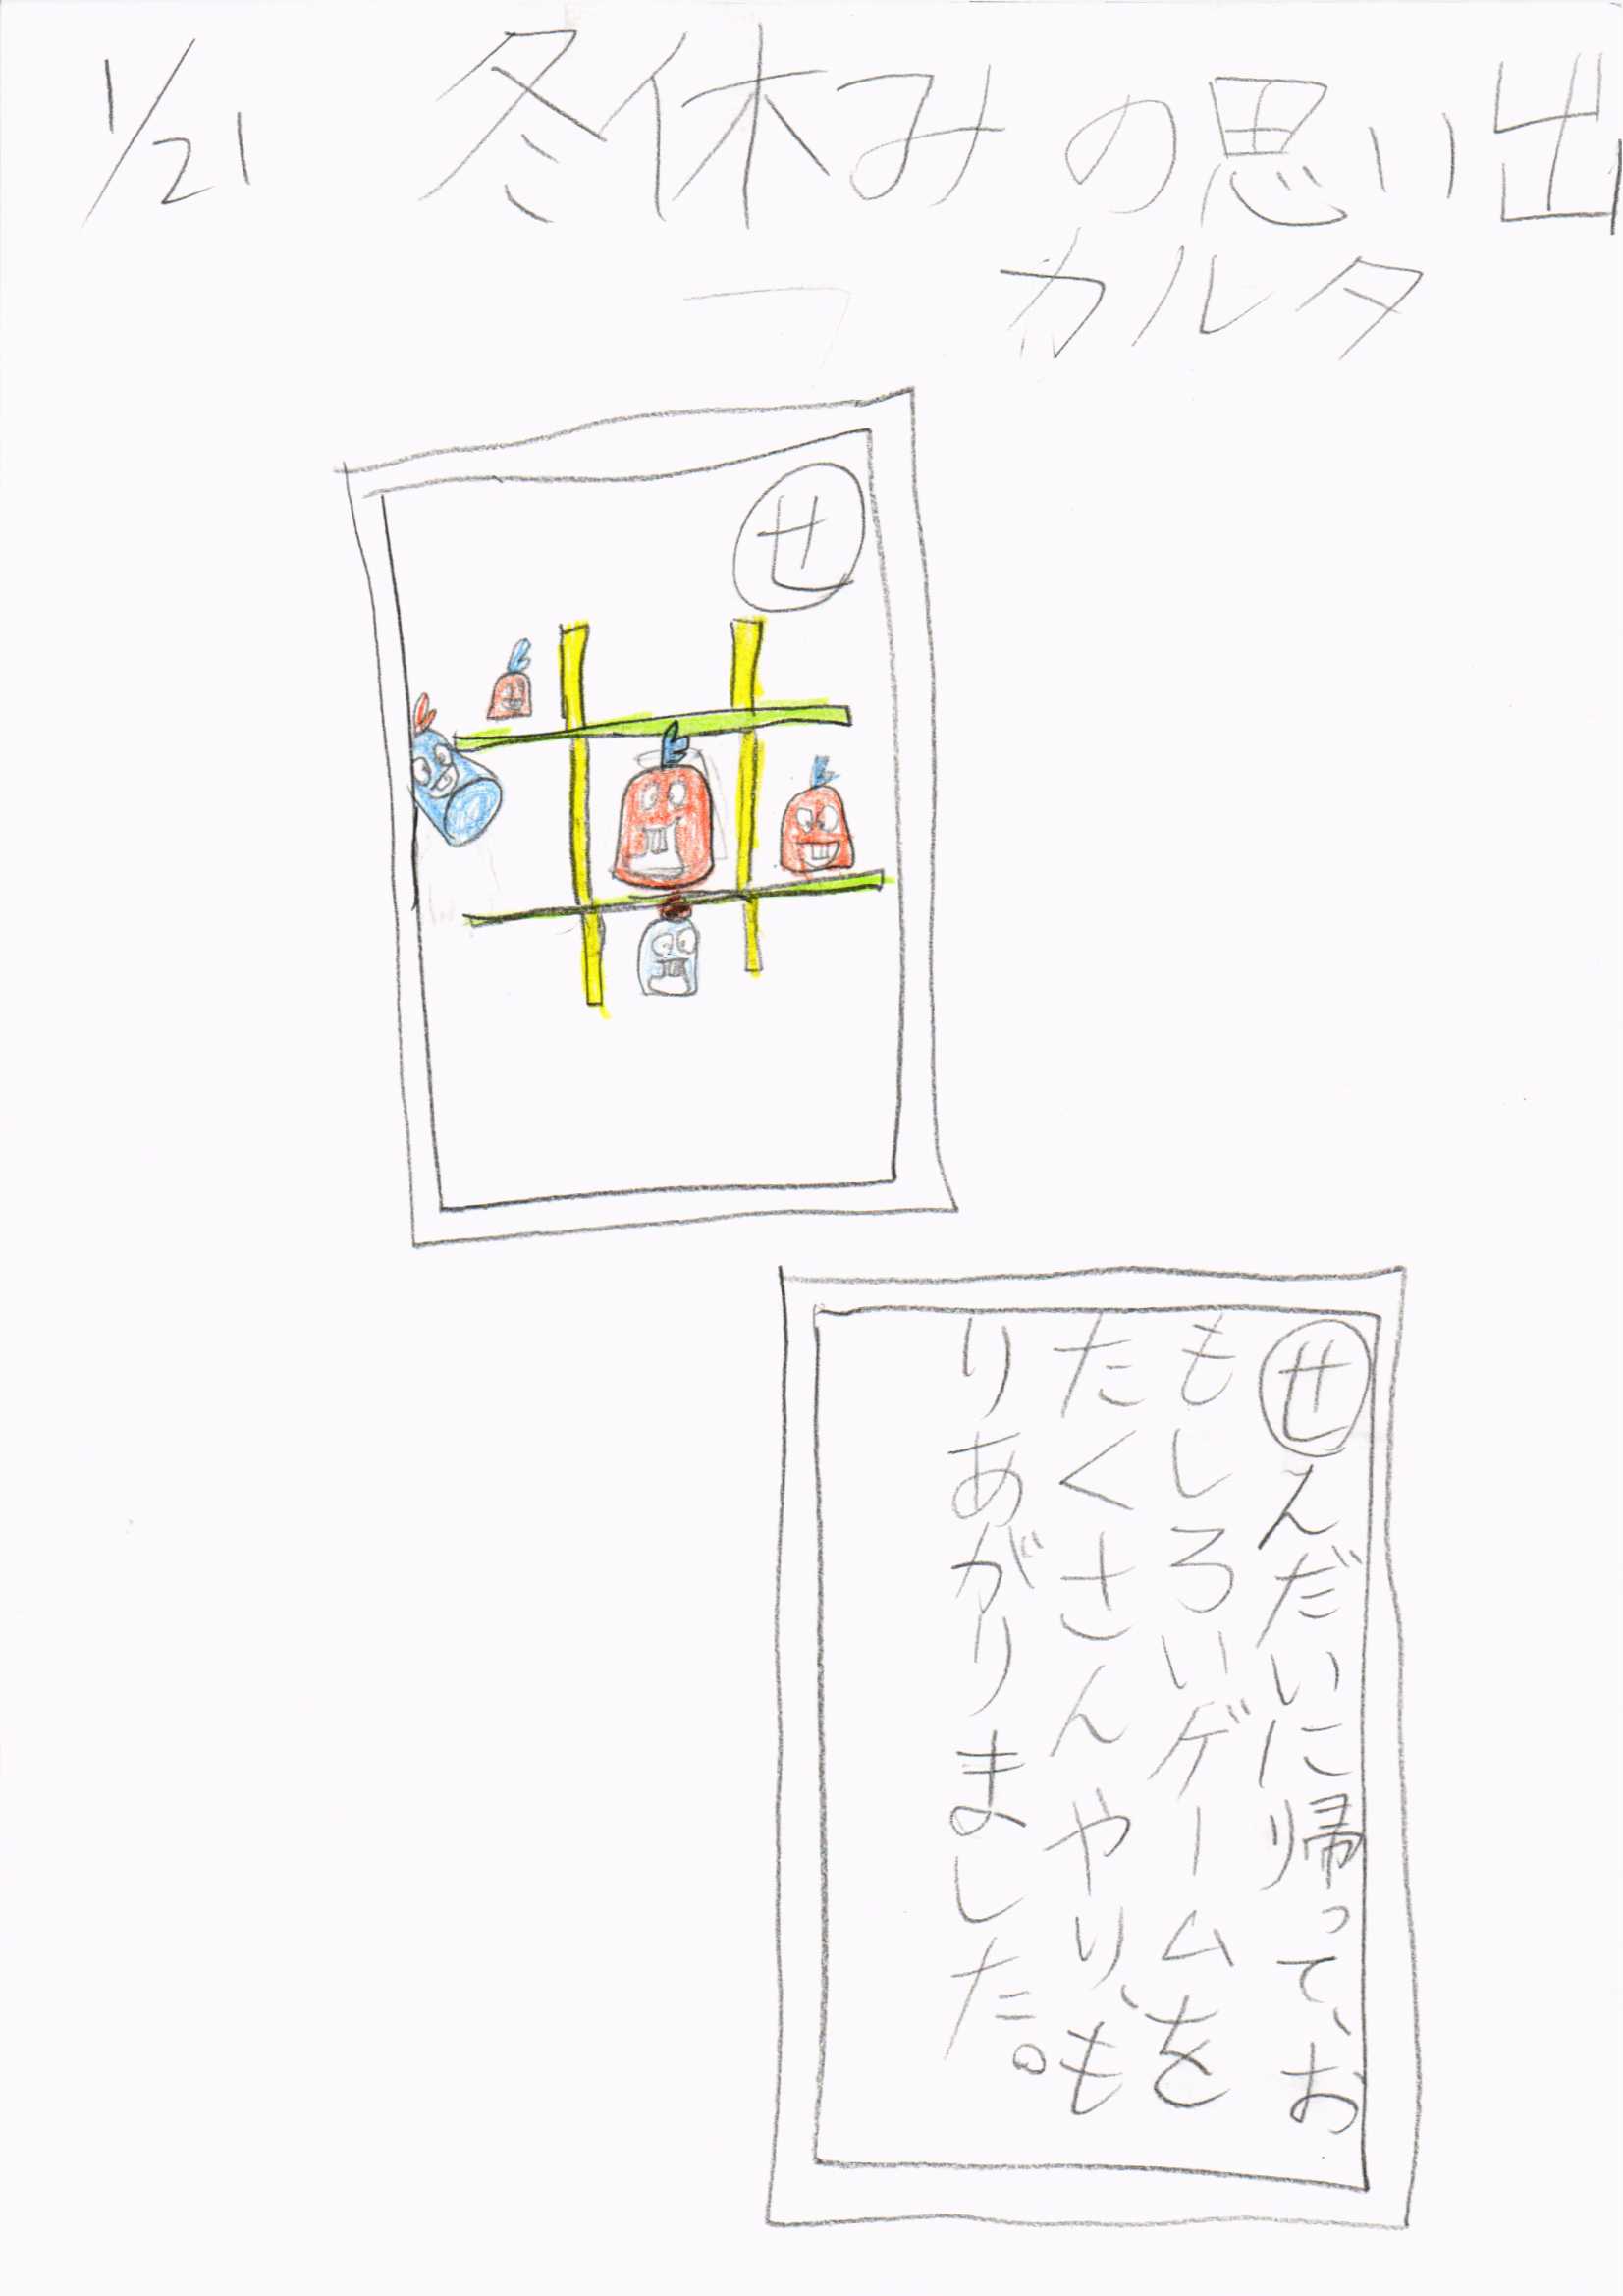 1/21 冬休みの思い出
カルタ
せ
せんだいに帰って、お
もしろいゲームを
たくさんやり、も
りあがりました。